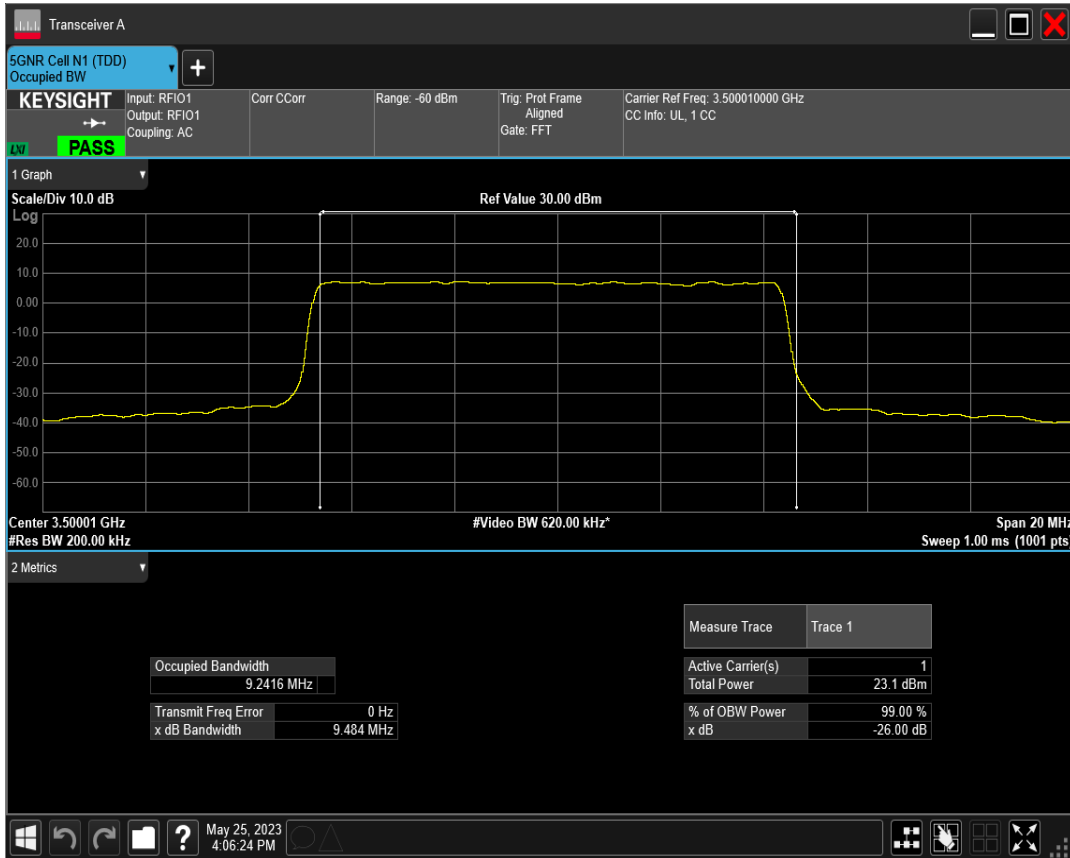 Transceiver A
5GNR Cell N1 (TDD)
Occupied BW
+
KEYSIGHT
LXI
PASS
Input: RFIO1
Output: RFIO1
Coupling: AC
Corr CCorr
Range: -60 dBm
Trig: Prot Frame
Aligned
Gate: FFT
Carrier Ref Freq: 3.500010000 GHz
CC Info: UL, 1 CC
1 Graph
Scale/Div 10.0 dB
Ref Value 30.00 dBm
Log
20.0
10.0
0.00
-10.0
-20.0
-30.0
-40.0
-50.0
-60.0
Center 3.50001 GHz
#Video BW 620.00 kHz*
Span 20 MHz
#Res BW 200.00 kHz
Sweep 1.00 ms (1001 pts)
2 Metrics
Measure Trace Trace 1
Occupied Bandwidth
9.2416 MHz
Active Carrier(s) 1
Total Power 23.1 dBm
Transmit Freq Error 0 Hz
x dB Bandwidth 9.484 MHz
% of OBW Power 99.00 %
x dB -26.00 dB
?
May 25, 2023
4:06:24 PM